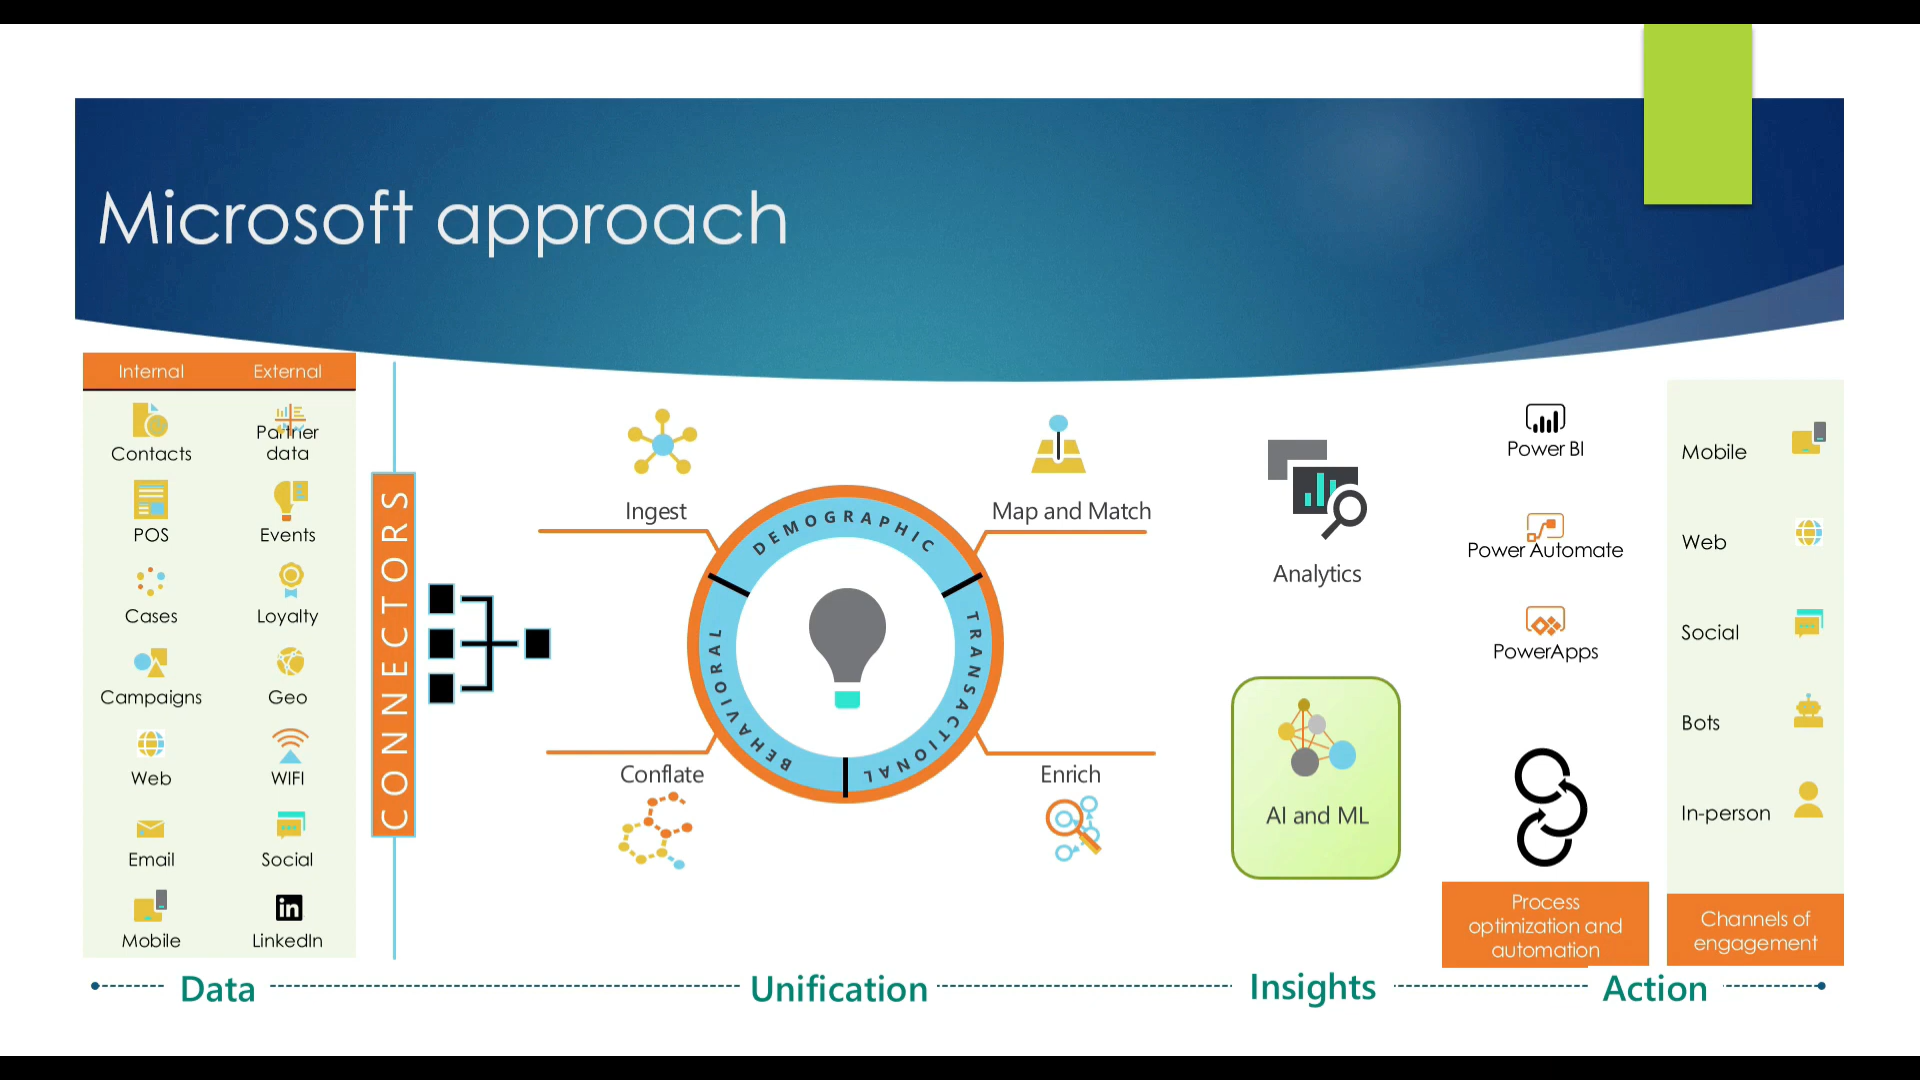 Microsoft approach
Internal
External
Contacts
Partner
data
POS
Events
Cases
Loyalty
Campaigns
Geo
Web
WIFI
Email
Social
Mobile
in
LinkedIn
CONNECTORS
Ingest
Map and Match
DEMOGRAPHIC
TRANSACTIONAL
BEHAVIORAL
Conflate
Enrich
Analytics
AI and ML
Power BI
Power Automate
PowerApps
Process
optimization and
automation
Mobile
Web
Social
Bots
In-person
Channels of
engagement
Data
Unification
Insights
Action